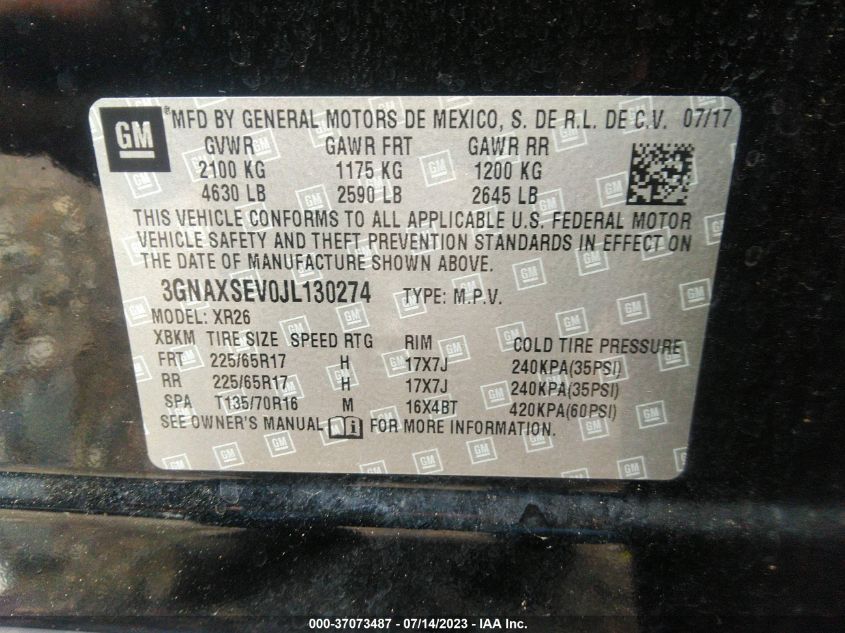 GM *MFD BY GENERAL MOTORS DE MEXICO, S. DE R.L. DE C.V. 07/17
GVWR GAWR FRT GAWR RR
2100 KG 1175 KG 1200 KG
4630 LB 2590 LB 2645 LB
THIS VEHICLE CONFORMS TO ALL APPLICABLE U.S. FEDERAL MOTOR
VEHICLE SAFETY AND THEFT PREVENTION STANDARDS IN EFFECT ON
THE DATE OF MANUFACTURE SHOWN ABOVE.
3GNAXSEV0JL130274 TYPE: M.P.V.
MODEL: XR26
XBKM TIRE SIZE SPEED RTG RIM COLD TIRE PRESSURE
FRT 225/65R17 H 17X7J 240KPA(35PSI)
RR 225/65R17 H 17X7J 240KPA(35PSI)
SPA T135/70R16 M 16X4BT 420KPA(60PSI)
SEE OWNER'S MANUAL FOR MORE INFORMATION.
000-37073487 - 07/14/2023 - IAA Inc.